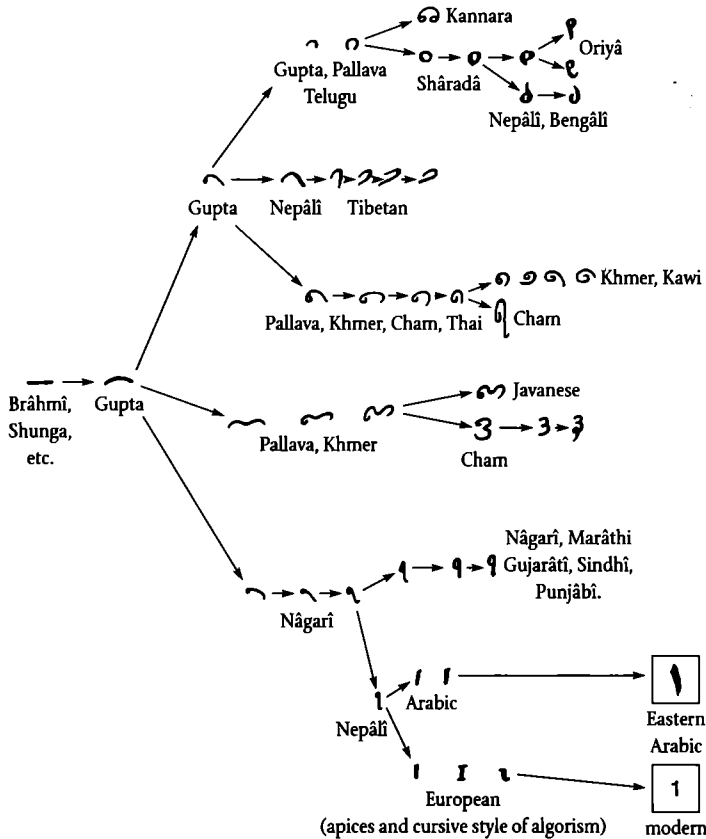 Kannara
Gupta, Pallava
Telugu
Shâradâ
Oriyâ
Nepâlî, Bengâlî
Gupta
Nepâlî
Tibetan
Khmer, Kawi
Pallava, Khmer, Cham, Thai
Cham
Brâhmî,
Shunga,
etc.
Gupta
Javanese
Pallava, Khmer
Cham
Nâgarî, Marâthi
Gujarâtî, Sindhî,
Punjâbî.
Nâgarî
Nepâlî
Arabic
Eastern
Arabic
European
(apices and cursive style of algorism)
1
modern